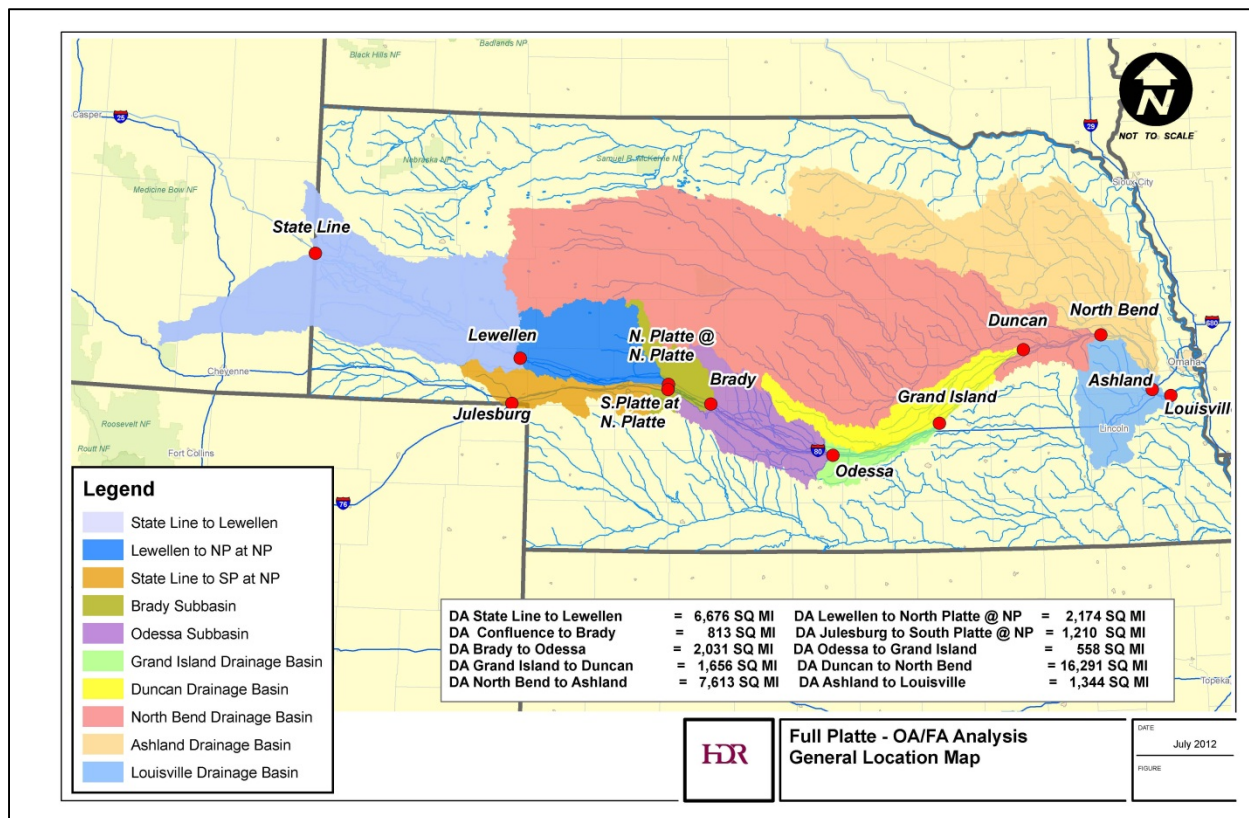 Badlands NP
Black Hills NF
Casper
25
Nebraska NP
Samuel R. McKelvie NF
29
N
NOT TO SCALE
Medicine Bow NF
Sioux City
State Line
Lewellen
N. Platte @
N. Platte
Duncan
North Bend
680
Omaha
Cheyenne
Brady
Ashland
Julesburg
S.Platte at
N. Platte
Grand Island
Louisville
Roosevelt NF
Routt NF
Fort Collins
80
Lincoln
Odessa
76
Topeka
Legend
State Line to Lewellen
Lewellen to NP at NP
State Line to SP at NP
Brady Subbasin
Odessa Subbasin
Grand Island Drainage Basin
Duncan Drainage Basin
North Bend Drainage Basin
Ashland Drainage Basin
Louisville Drainage Basin
DA State Line to Lewellen = 6,676 SQ MI DA Lewellen to North Platte @ NP = 2,174 SQ MI
DA Confluence to Brady = 813 SQ MI DA Julesburg to South Platte @ NP = 1,210 SQ MI
DA Brady to Odessa = 2,031 SQ MI DA Odessa to Grand Island = 558 SQ MI
DA Grand Island to Duncan = 1,656 SQ MI DA Duncan to North Bend = 16,291 SQ MI
DA North Bend to Ashland = 7,613 SQ MI DA Ashland to Louisville = 1,344 SQ MI
HDR
Full Platte - OA/FA Analysis
General Location Map
DATE
July 2012
FIGURE